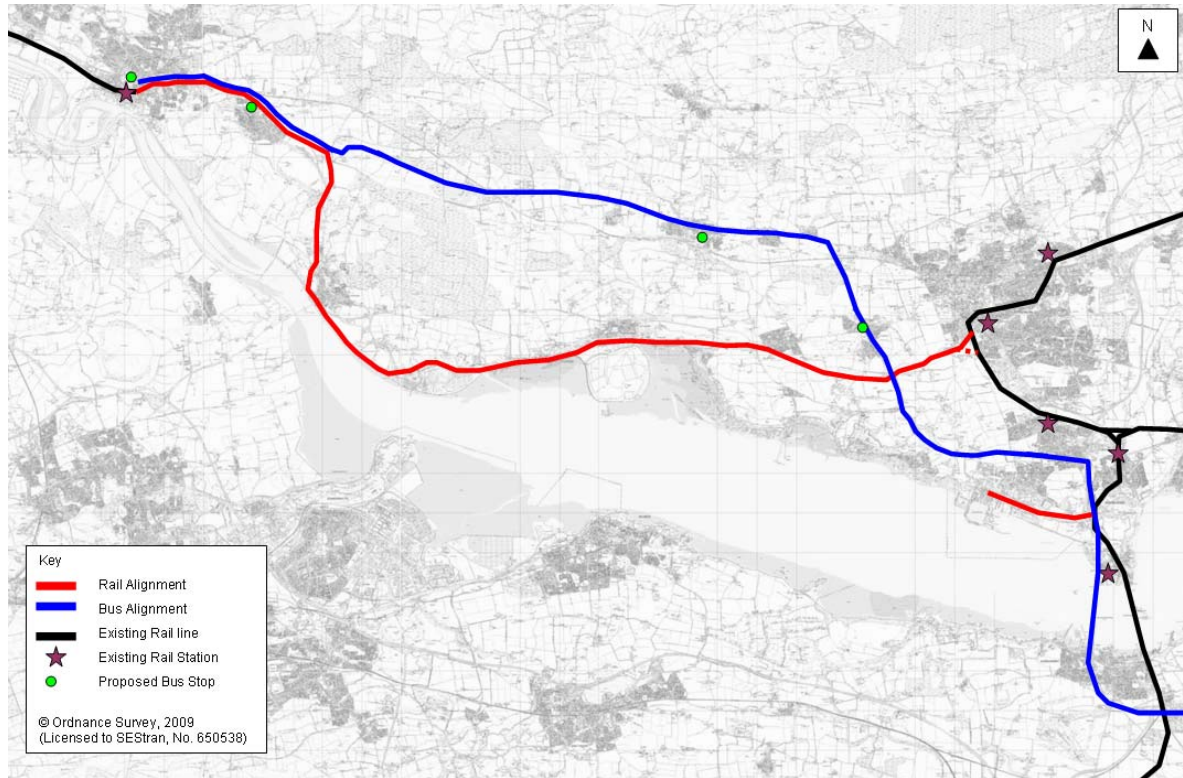 N
Key
Rail Alignment
Bus Alignment
Existing Rail line
Existing Rail Station
Proposed Bus Stop
© Ordnance Survey, 2009
(Licensed to SEStran, No. 650538)